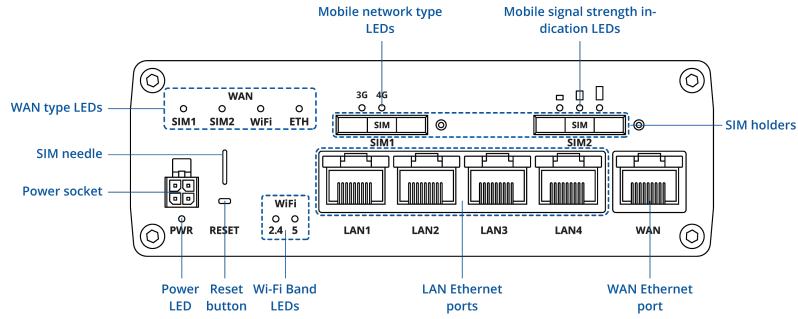 Mobile network type
LEDs
Mobile signal strength in-
dication LEDs
WAN type LEDs
WAN
SIM1 SIM2 WiFi ETH
3G 4G
SIM
SIM
SIM holders
SIM1
SIM2
SIM needle
Power socket
WiFi
2.4 5
PWR
RESET
LAN1
LAN2
LAN3
LAN4
WAN
Power
LED
Reset
button
Wi-Fi Band
LEDs
LAN Ethernet
ports
WAN Ethernet
port